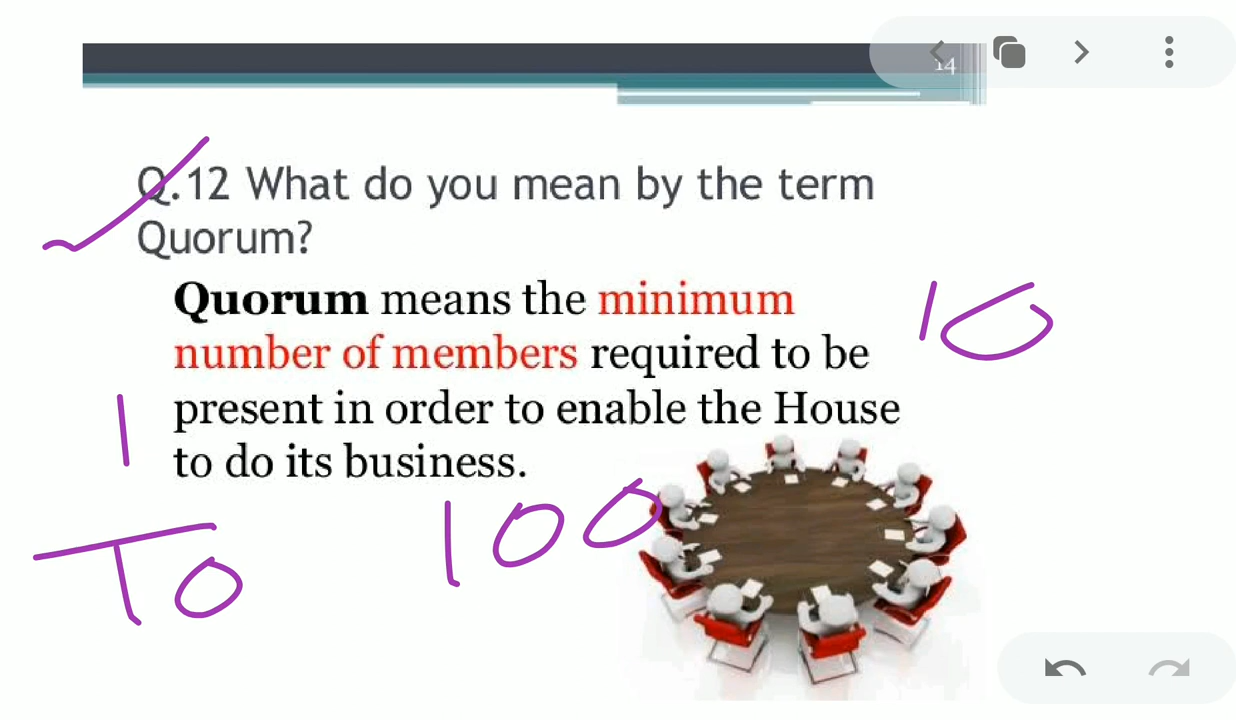 14
Q.12 What do you mean by the term
Quorum?
Quorum means the minimum
number of members required to be
present in order to enable the House
to do its business.
10
1
10
100